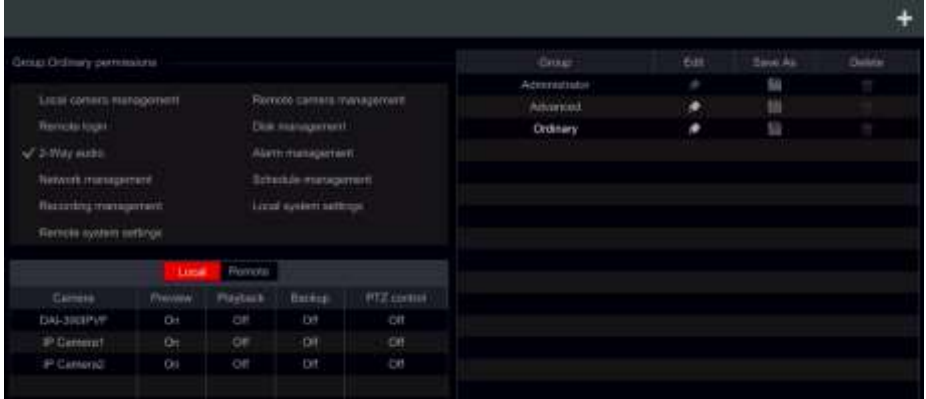 Group Ordinary permissions
Local camera management Remote camera management
Remote login Disk management
2-Way audio Alarm management
Network management Schedule management
Recording management Local system settings
Remote system settings
Local Remote
Camera Preview Playback Backup PTZ control
On Off Off Off
IP Camera1 On Off Off Off
IP Camera2 On Off Off Off
Group Edit Save As Delete
Administrator
Advanced
Ordinary